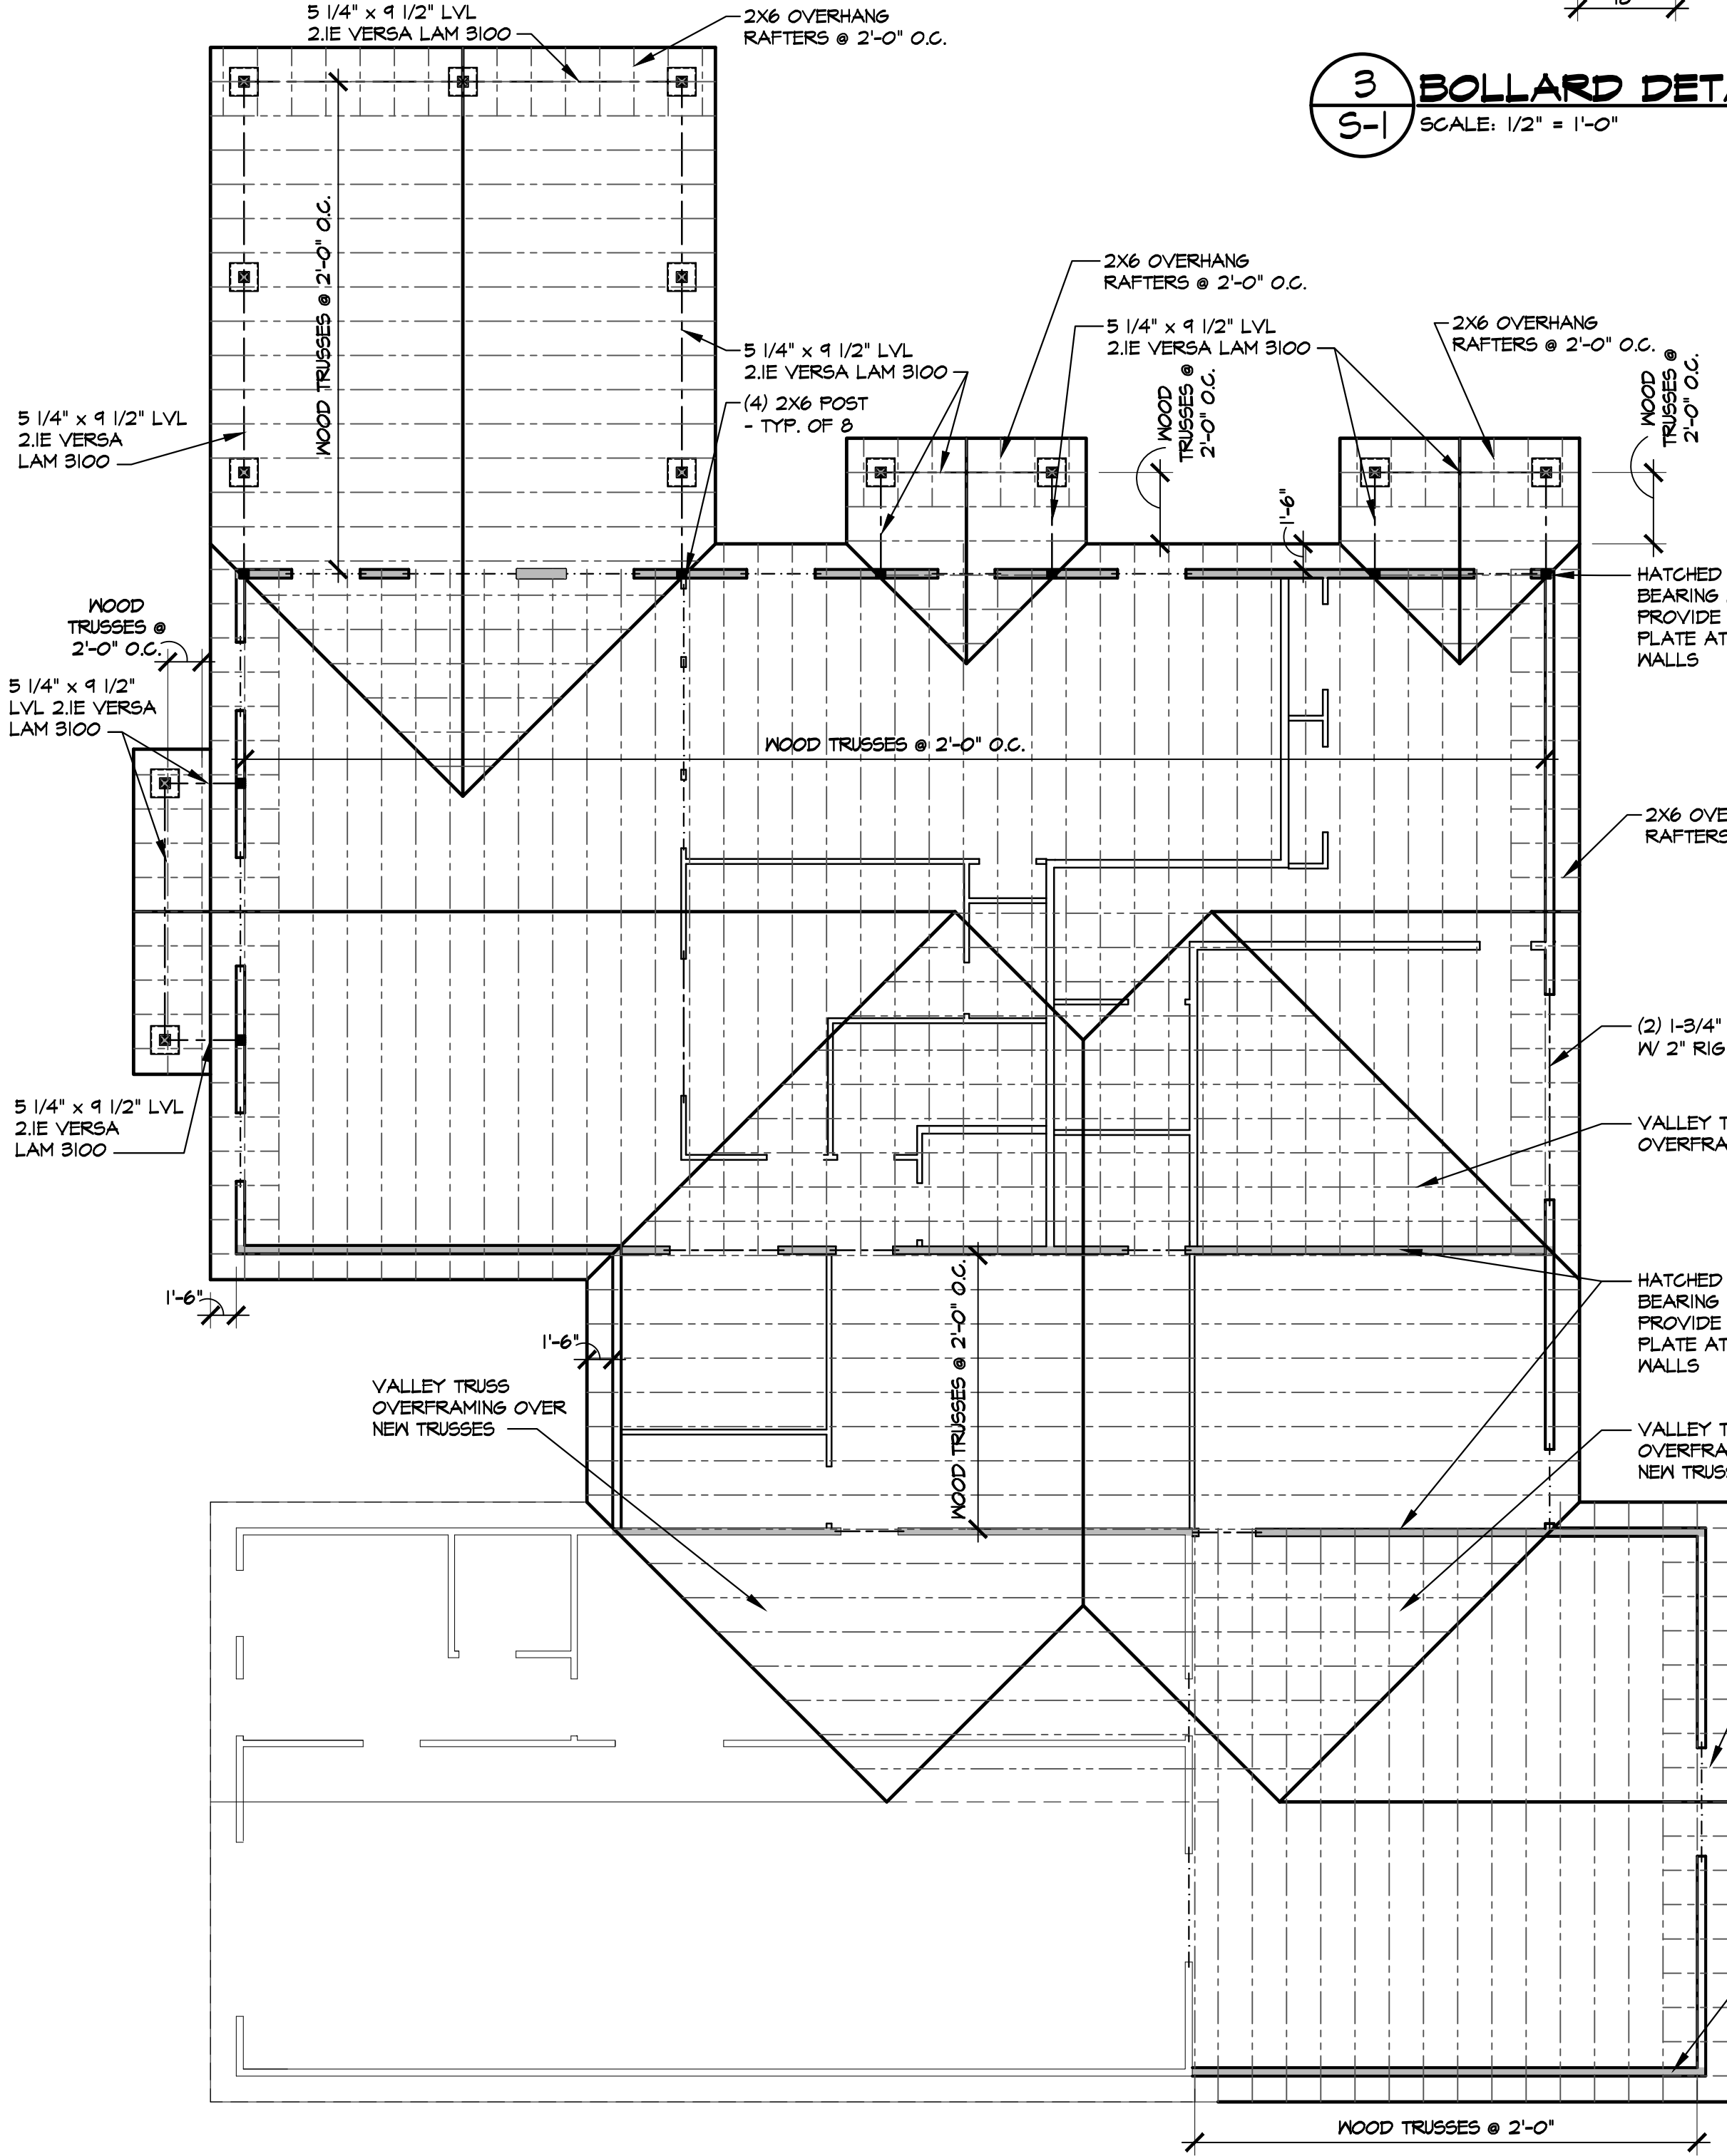 5 1/4" x 9 1/2" LVL
2.1E VERSA LAM 3100
2X6 OVERHANG
RAFTERS @ 2'-0" O.C.
3
S-1
SCALE: 1/2" = 1'-0"
BOLLARD
WOOD TRUSSES @ 2'-0" O.C.
2X6 OVERHANG
RAFTERS @ 2'-0" O.C.
5 1/4" x 9 1/2" LVL
2.1E VERSA LAM 3100
2X6 OVERHANG
RAFTERS @ 2'-0" O.C.
5 1/4" x 9 1/2" LVL
2.1E VERSA LAM 3100
(4) 2X6 POST
- TYP. OF 8
WOOD
TRUSSES @
2'-0" O.C.
WOOD
TRUSSES @
2'-0" O.C.
5 1/4" x 9 1/2" LVL
2.1E VERSA
LAM 3100
1'-6"
HATCHED
BEARING
PROVIDE
PLATE AT
WALLS
WOOD
TRUSSES @
2'-0" O.C.
5 1/4" x 9 1/2"
LVL 2.1E VERSA
LAM 3100
WOOD TRUSSES @ 2'-0" O.C.
2X6
RAFTERS
(2) 1-3/4"
W/ 2"
5 1/4" x 9 1/2" LVL
2.1E VERSA
LAM 3100
VALLEY
1'-6"
WOOD TRUSSES @ 2'-0" O.C.
HATCHED
BEARING
PROVIDE
PLATE AT
WALLS
1'-6"
VALLEY TRUSS
OVERFRAMING OVER
NEW TRUSSES
VALLEY
NEW
WOOD TRUSSES @ 2'-0"